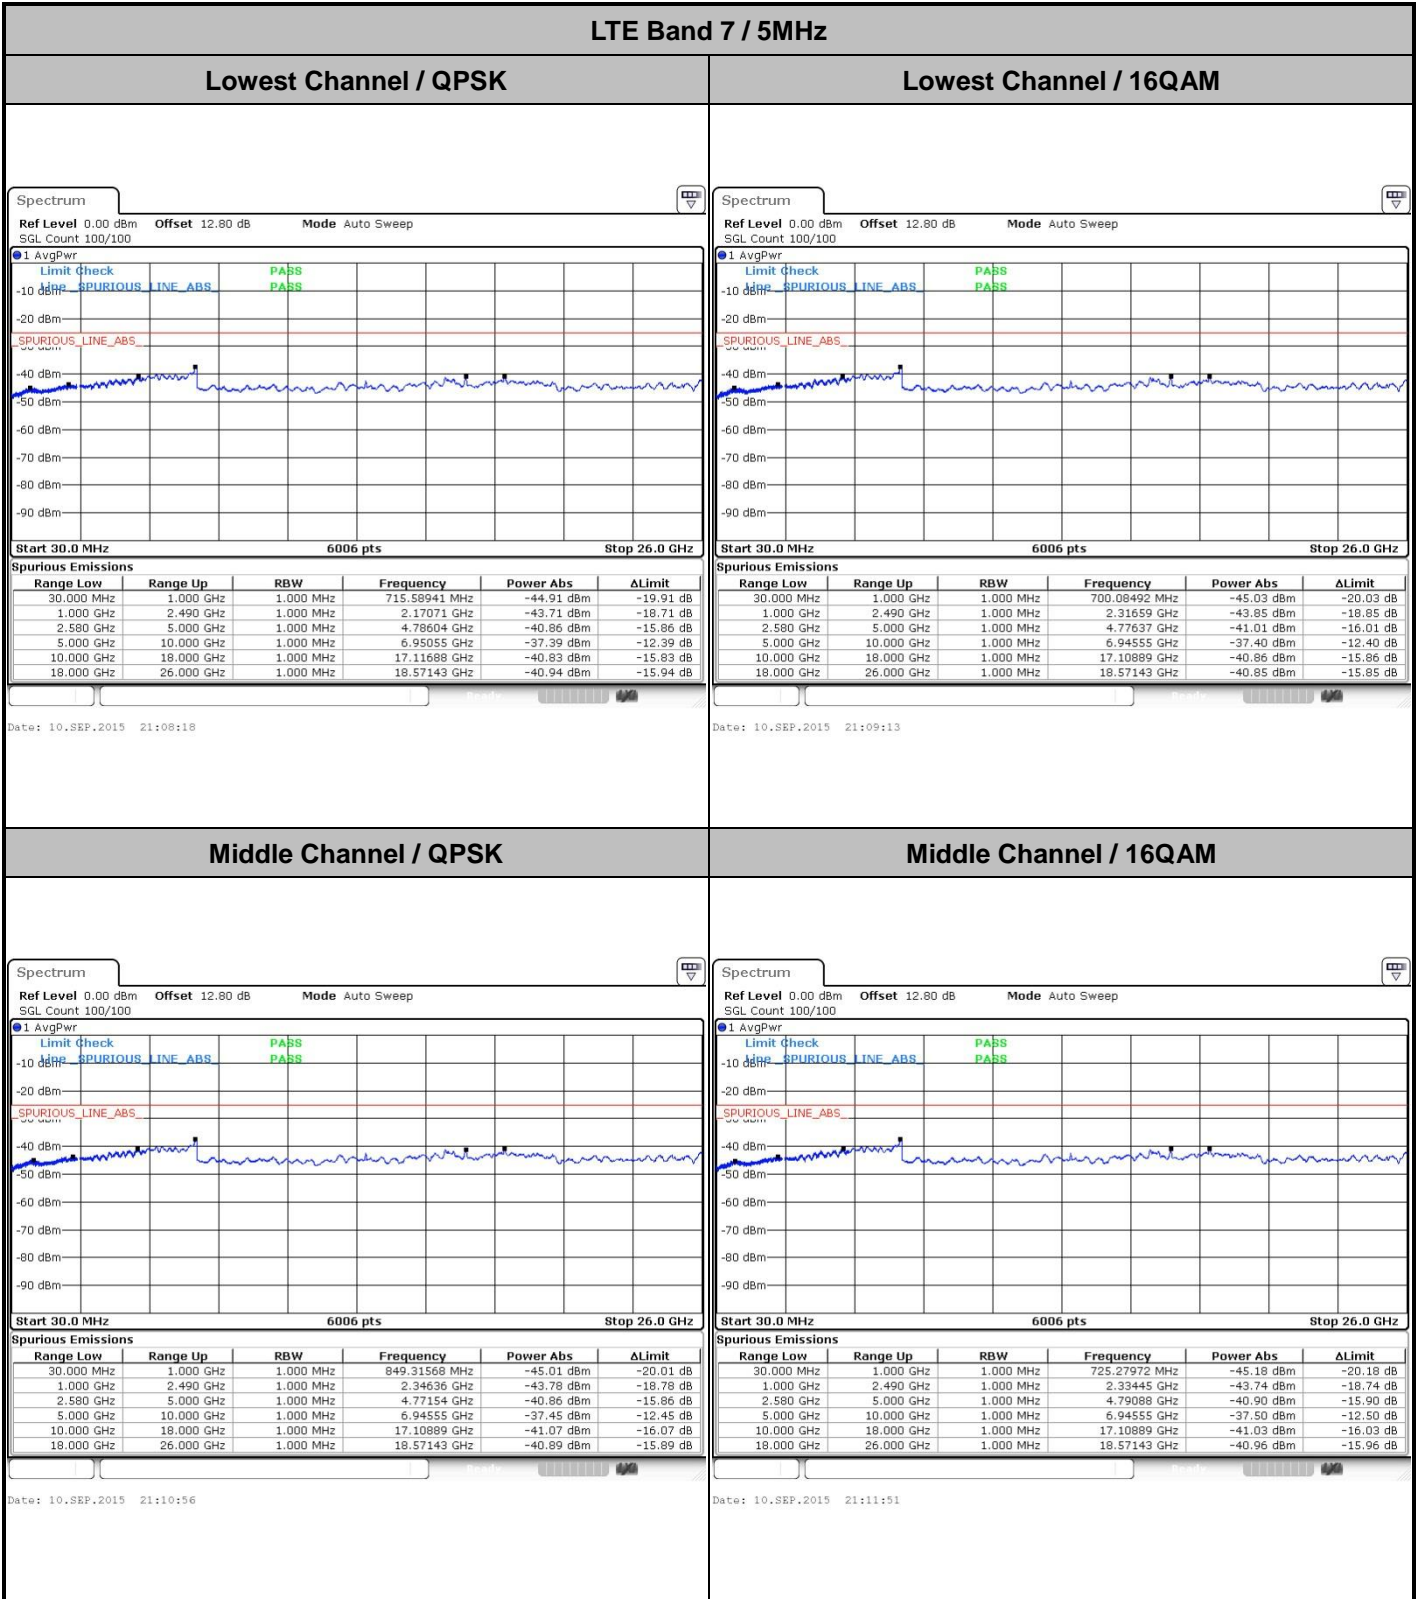 LTE Band 7 / 5MHz
Lowest Channel / QPSK
Lowest Channel / 16QAM
Spectrum
Ref Level 0.00 dBm Offset 12.80 dB Mode Auto Sweep
SGL Count 100/100
1 AvgPwr
Limit Check PASS
Line _SPURIOUS_LINE_ABS_ PASS
-10 dBm
-20 dBm
_SPURIOUS_LINE_ABS_
-30 dBm
-40 dBm
-50 dBm
-60 dBm
-70 dBm
-80 dBm
-90 dBm
Start 30.0 MHz 6006 pts Stop 26.0 GHz
Spurious Emissions
Range Low Range Up RBW Frequency Power Abs ΔLimit
30.000 MHz 1.000 GHz 1.000 MHz 715.58941 MHz -44.91 dBm -19.91 dB
1.000 GHz 2.490 GHz 1.000 MHz 2.17071 GHz -43.71 dBm -18.71 dB
2.580 GHz 5.000 GHz 1.000 MHz 4.78604 GHz -40.86 dBm -15.86 dB
5.000 GHz 10.000 GHz 1.000 MHz 6.95055 GHz -37.39 dBm -12.39 dB
10.000 GHz 18.000 GHz 1.000 MHz 17.11688 GHz -40.83 dBm -15.83 dB
18.000 GHz 26.000 GHz 1.000 MHz 18.57143 GHz -40.94 dBm -15.94 dB
Ready
Date: 10.SEP.2015 21:08:18
Spectrum
Ref Level 0.00 dBm Offset 12.80 dB Mode Auto Sweep
SGL Count 100/100
1 AvgPwr
Limit Check PASS
Line _SPURIOUS_LINE_ABS_ PASS
-10 dBm
-20 dBm
_SPURIOUS_LINE_ABS_
-30 dBm
-40 dBm
-50 dBm
-60 dBm
-70 dBm
-80 dBm
-90 dBm
Start 30.0 MHz 6006 pts Stop 26.0 GHz
Spurious Emissions
Range Low Range Up RBW Frequency Power Abs ΔLimit
30.000 MHz 1.000 GHz 1.000 MHz 700.08492 MHz -45.03 dBm -20.03 dB
1.000 GHz 2.490 GHz 1.000 MHz 2.31659 GHz -43.85 dBm -18.85 dB
2.580 GHz 5.000 GHz 1.000 MHz 4.77637 GHz -41.01 dBm -16.01 dB
5.000 GHz 10.000 GHz 1.000 MHz 6.94555 GHz -37.40 dBm -12.40 dB
10.000 GHz 18.000 GHz 1.000 MHz 17.10889 GHz -40.86 dBm -15.86 dB
18.000 GHz 26.000 GHz 1.000 MHz 18.57143 GHz -40.85 dBm -15.85 dB
Ready
Date: 10.SEP.2015 21:09:13
Middle Channel / QPSK
Middle Channel / 16QAM
Spectrum
Ref Level 0.00 dBm Offset 12.80 dB Mode Auto Sweep
SGL Count 100/100
1 AvgPwr
Limit Check PASS
Line _SPURIOUS_LINE_ABS_ PASS
-10 dBm
-20 dBm
_SPURIOUS_LINE_ABS_
-30 dBm
-40 dBm
-50 dBm
-60 dBm
-70 dBm
-80 dBm
-90 dBm
Start 30.0 MHz 6006 pts Stop 26.0 GHz
Spurious Emissions
Range Low Range Up RBW Frequency Power Abs ΔLimit
30.000 MHz 1.000 GHz 1.000 MHz 849.31568 MHz -45.01 dBm -20.01 dB
1.000 GHz 2.490 GHz 1.000 MHz 2.34636 GHz -43.78 dBm -18.78 dB
2.580 GHz 5.000 GHz 1.000 MHz 4.77154 GHz -40.86 dBm -15.86 dB
5.000 GHz 10.000 GHz 1.000 MHz 6.94555 GHz -37.45 dBm -12.45 dB
10.000 GHz 18.000 GHz 1.000 MHz 17.10889 GHz -41.07 dBm -16.07 dB
18.000 GHz 26.000 GHz 1.000 MHz 18.57143 GHz -40.89 dBm -15.89 dB
Ready
Date: 10.SEP.2015 21:10:56
Spectrum
Ref Level 0.00 dBm Offset 12.80 dB Mode Auto Sweep
SGL Count 100/100
1 AvgPwr
Limit Check PASS
Line _SPURIOUS_LINE_ABS_ PASS
-10 dBm
-20 dBm
_SPURIOUS_LINE_ABS_
-30 dBm
-40 dBm
-50 dBm
-60 dBm
-70 dBm
-80 dBm
-90 dBm
Start 30.0 MHz 6006 pts Stop 26.0 GHz
Spurious Emissions
Range Low Range Up RBW Frequency Power Abs ΔLimit
30.000 MHz 1.000 GHz 1.000 MHz 725.27972 MHz -45.18 dBm -20.18 dB
1.000 GHz 2.490 GHz 1.000 MHz 2.33445 GHz -43.74 dBm -18.74 dB
2.580 GHz 5.000 GHz 1.000 MHz 4.79088 GHz -40.90 dBm -15.90 dB
5.000 GHz 10.000 GHz 1.000 MHz 6.94555 GHz -37.50 dBm -12.50 dB
10.000 GHz 18.000 GHz 1.000 MHz 17.10889 GHz -41.03 dBm -16.03 dB
18.000 GHz 26.000 GHz 1.000 MHz 18.57143 GHz -40.96 dBm -15.96 dB
Ready
Date: 10.SEP.2015 21:11:51